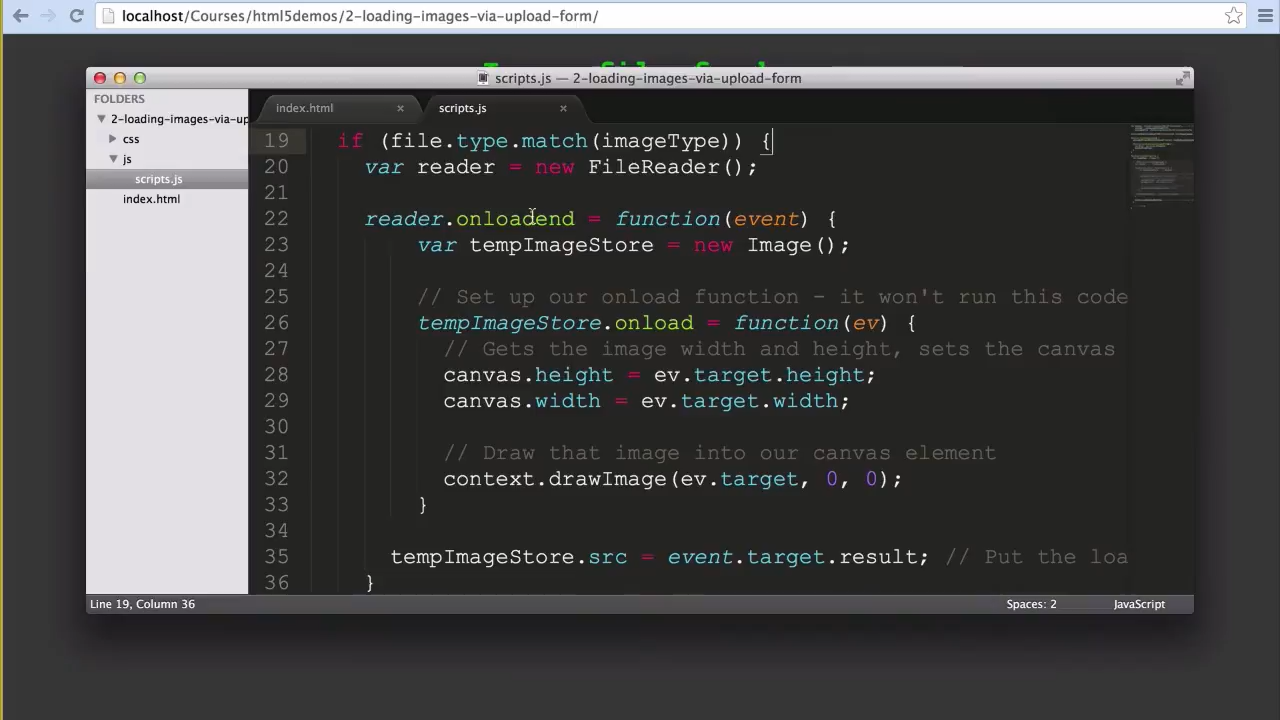 localhost/Courses/html5demos/2-loading-images-via-upload-form/
scripts.js — 2-loading-images-via-upload-form
FOLDERS
2-loading-images-via-up
css
js
scripts.js
index.html
index.html ×
scripts.js ×
19 if (file.type.match(imageType)) {
20 var reader = new FileReader();
21
22 reader.onloadend = function(event) {
23 var tempImageStore = new Image();
24
25 // Set up our onload function - it won't run this code
26 tempImageStore.onload = function(ev) {
27 // Gets the image width and height, sets the canvas
28 canvas.height = ev.target.height;
29 canvas.width = ev.target.width;
30
31 // Draw that image into our canvas element
32 context.drawImage(ev.target, 0, 0);
33 }
34
35 tempImageStore.src = event.target.result; // Put the loa
36 }
Line 19, Column 36
Spaces: 2
JavaScript